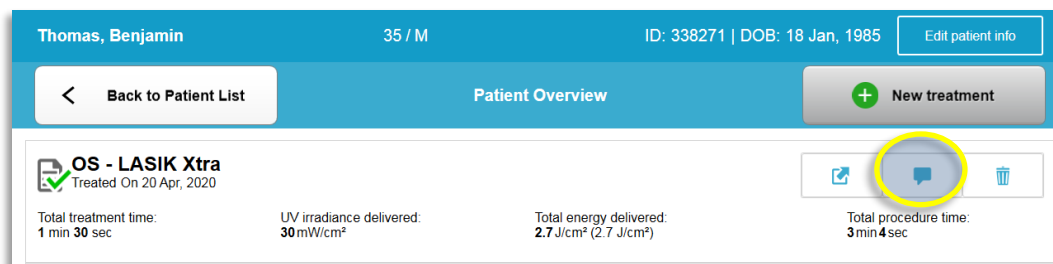 Thomas, Benjamin 35 / M ID: 338271 | DOB: 18 Jan, 1985 Edit patient info
Back to Patient List Patient Overview New treatment
OS - LASIK Xtra
Treated On 20 Apr, 2020
Total treatment time: UV irradiance delivered: Total energy delivered: Total procedure time:
1 min 30 sec 30 mW/cm² 2.7 J/cm² (2.7 J/cm²) 3 min 4 sec